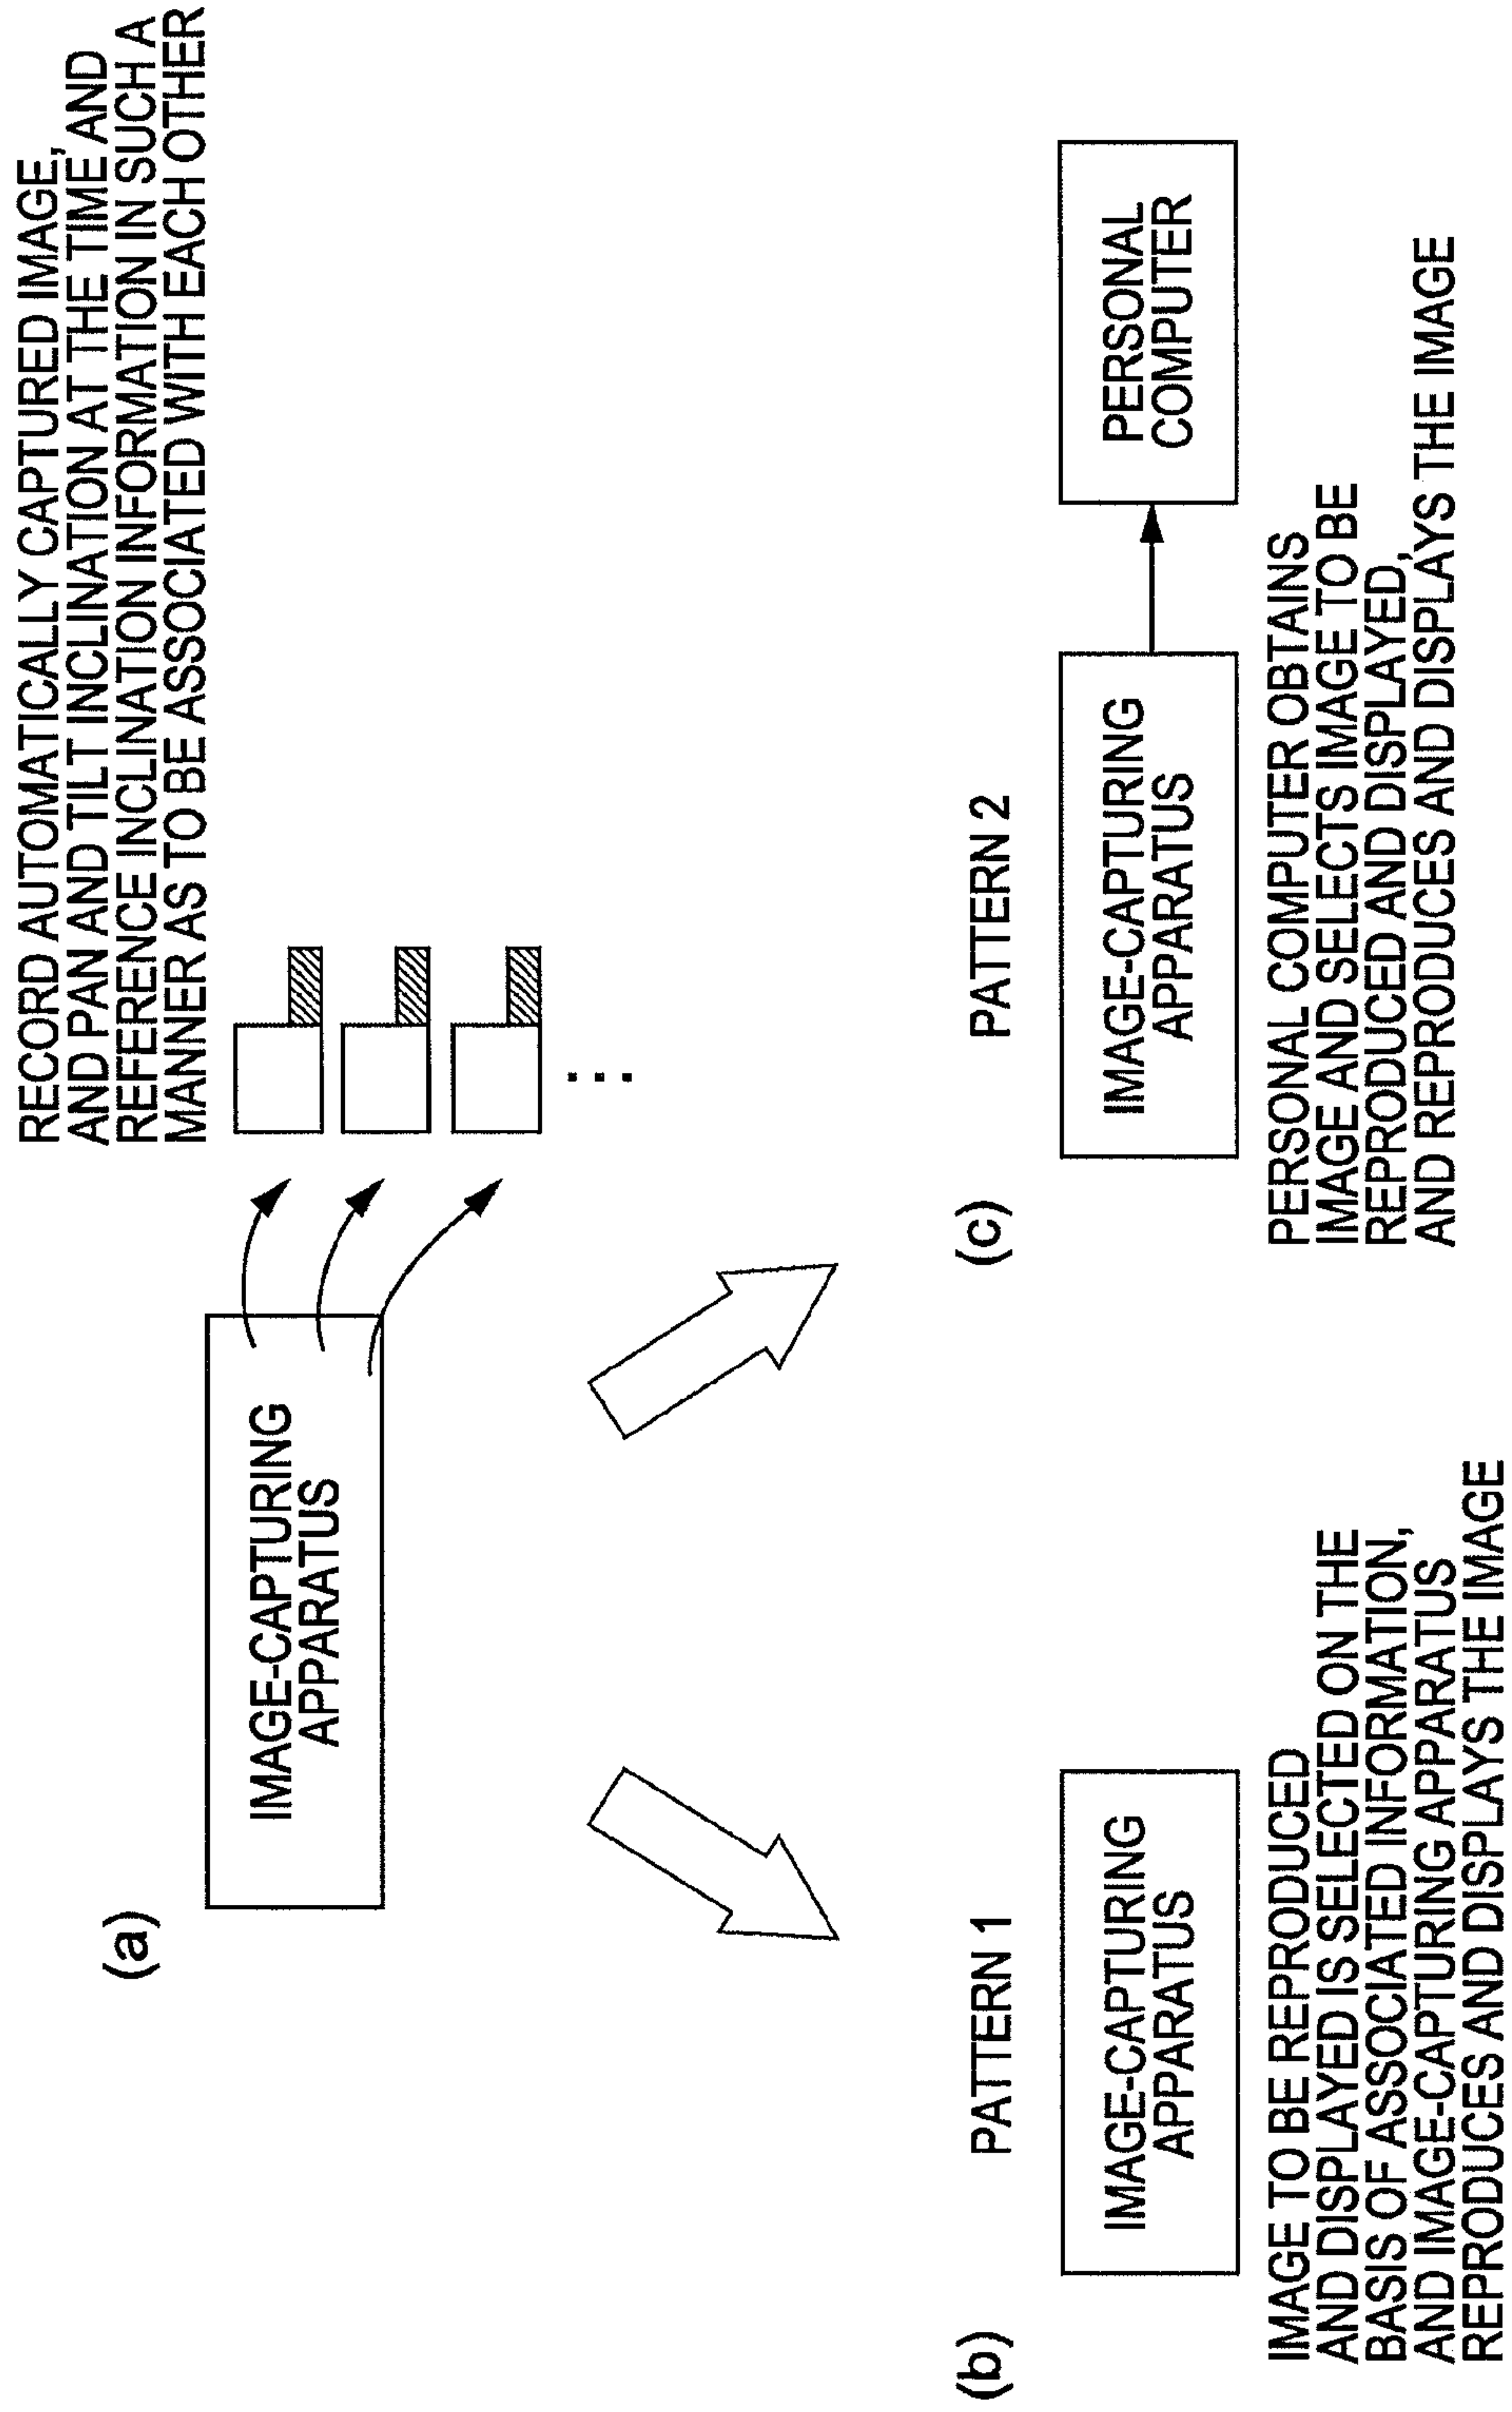 (a)
IMAGE-CAPTURING
APPARATUS
RECORD AUTOMATICALLY CAPTURED IMAGE,
AND PAN AND TILT INCLINATION AT THE TIME AND
REFERENCE INCLINATION INFORMATION IN SUCH A
MANNER AS TO BE ASSOCIATED WITH EACH OTHER
...
(b)
PATTERN 1
IMAGE-CAPTURING
APPARATUS
IMAGE TO BE REPRODUCED
AND DISPLAYED IS SELECTED ON THE
BASIS OF ASSOCIATED INFORMATION,
AND IMAGE-CAPTURING APPARATUS
REPRODUCES AND DISPLAYS THE IMAGE
(c)
PATTERN 2
IMAGE-CAPTURING
APPARATUS
PERSONAL
COMPUTER
PERSONAL COMPUTER OBTAINS
IMAGE AND SELECTS IMAGE TO BE
REPRODUCED AND DISPLAYED,
AND REPRODUCES AND DISPLAYS THE IMAGE